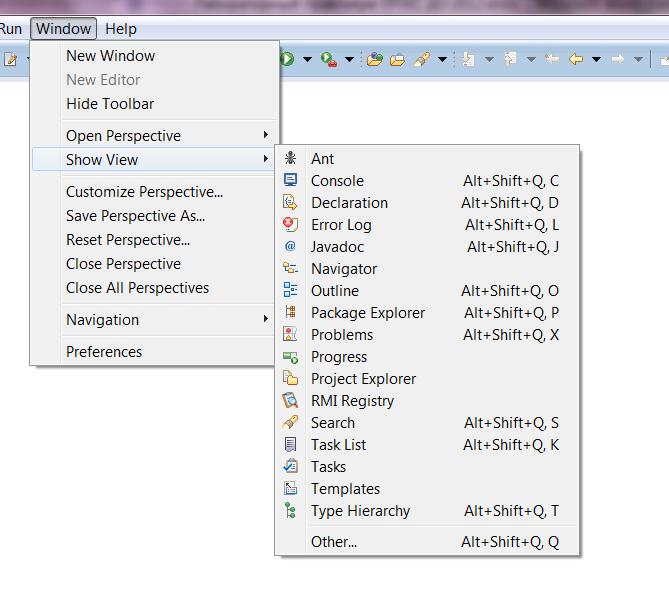 Run Window Help
New Window
New Editor
Hide Toolbar
Open Perspective
Show View
Customize Perspective...
Save Perspective As...
Reset Perspective...
Close Perspective
Close All Perspectives
Navigation
Preferences
Ant
Console Alt+Shift+Q, C
Declaration Alt+Shift+Q, D
Error Log Alt+Shift+Q, L
Javadoc Alt+Shift+Q, J
Navigator
Outline Alt+Shift+Q, O
Package Explorer Alt+Shift+Q, P
Problems Alt+Shift+Q, X
Progress
Project Explorer
RMI Registry
Search Alt+Shift+Q, S
Task List Alt+Shift+Q, K
Tasks
Templates
Type Hierarchy Alt+Shift+Q, T
Other... Alt+Shift+Q, Q